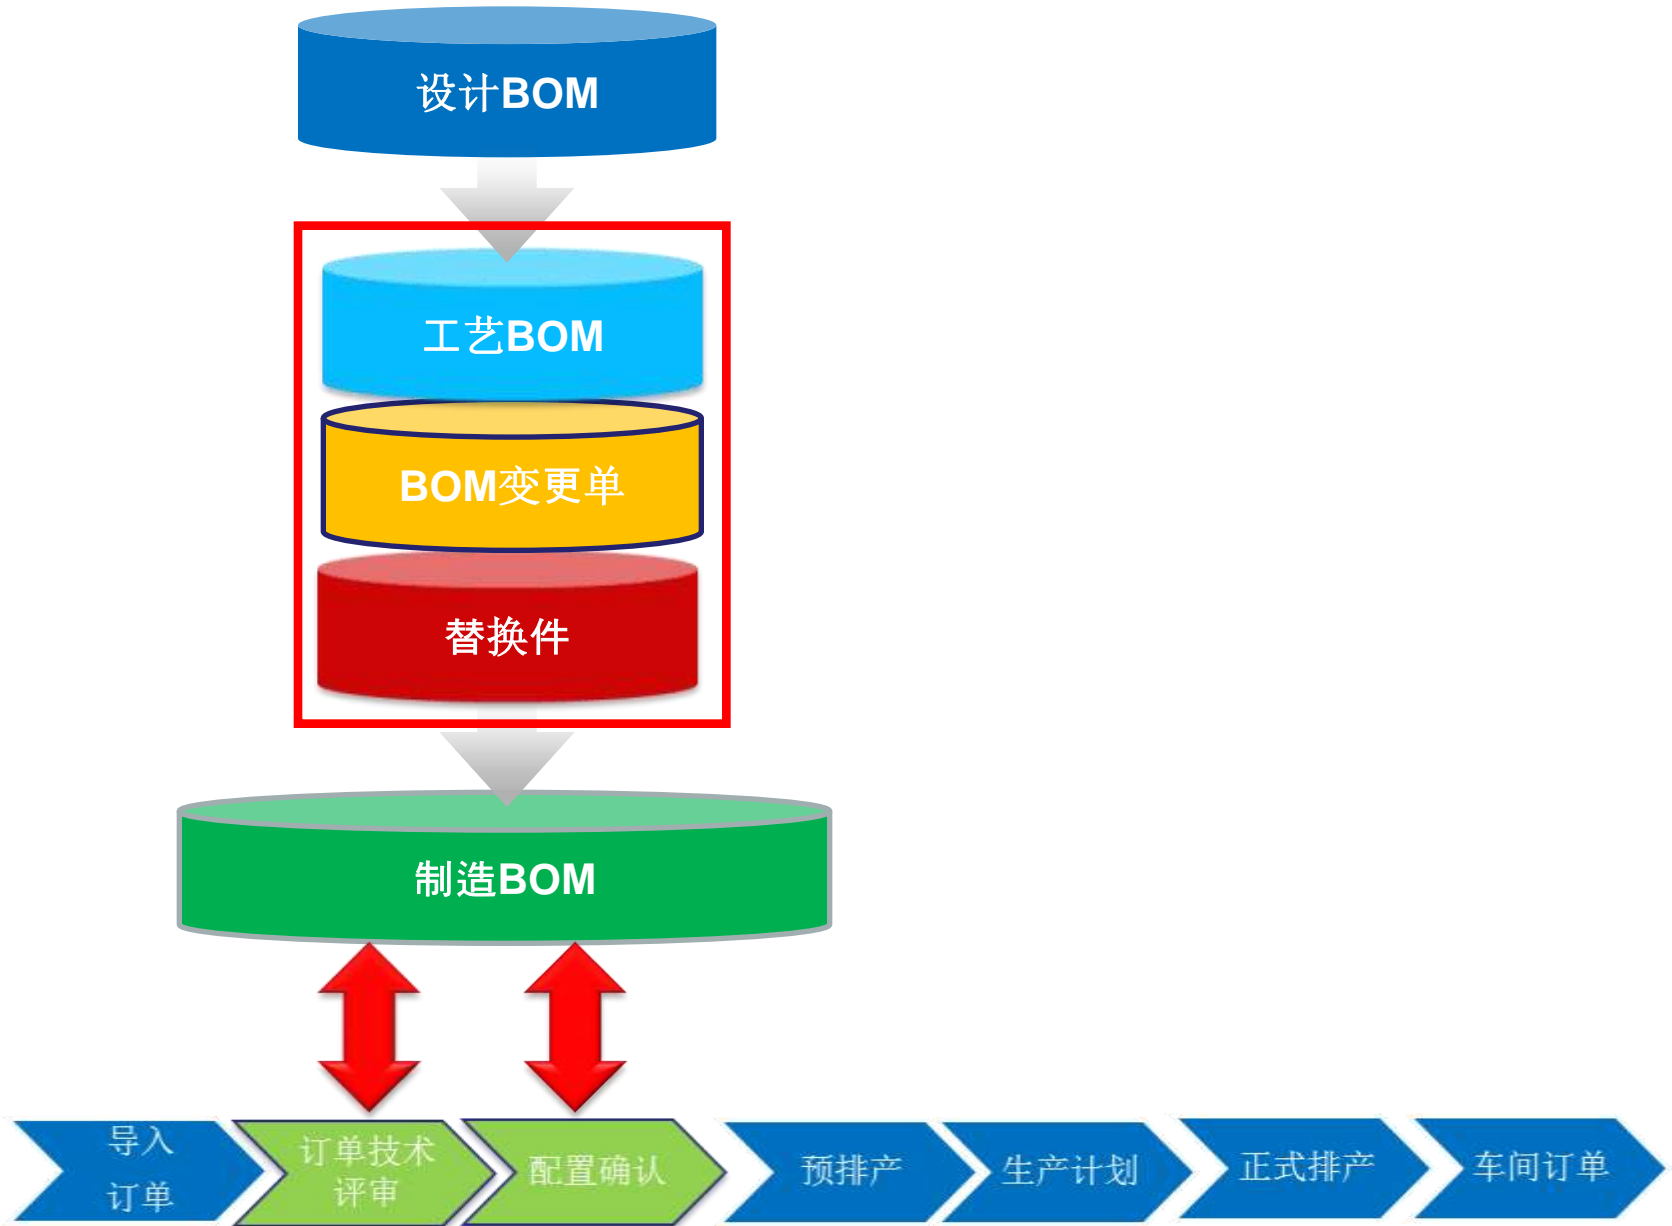 设计BOM
工艺BOM
BOM变更单
替换件
制造BOM
导入
订单
订单技术
评审
配置确认
预排产
生产计划
正式排产
车间订单